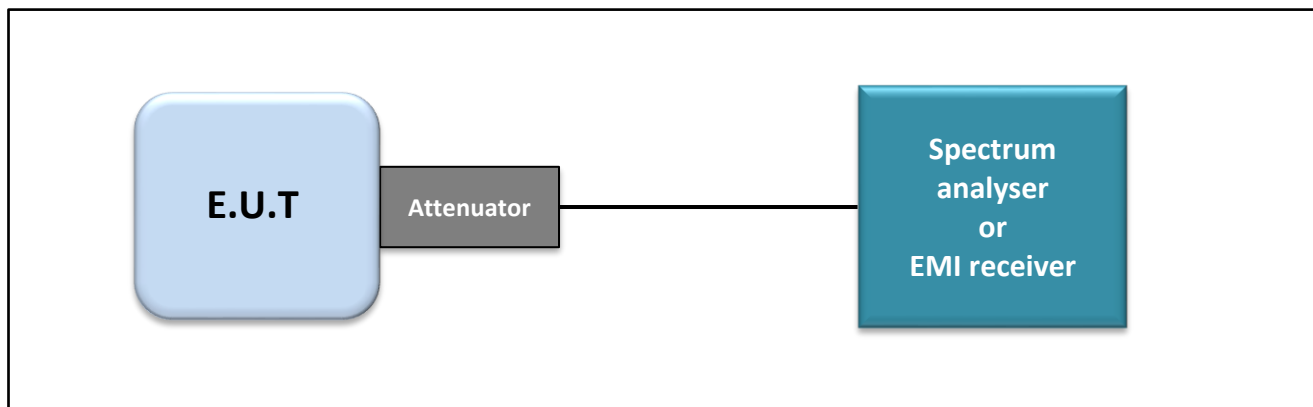 E.U.T
Attenuator
Spectrum
analyser
or
EMI receiver